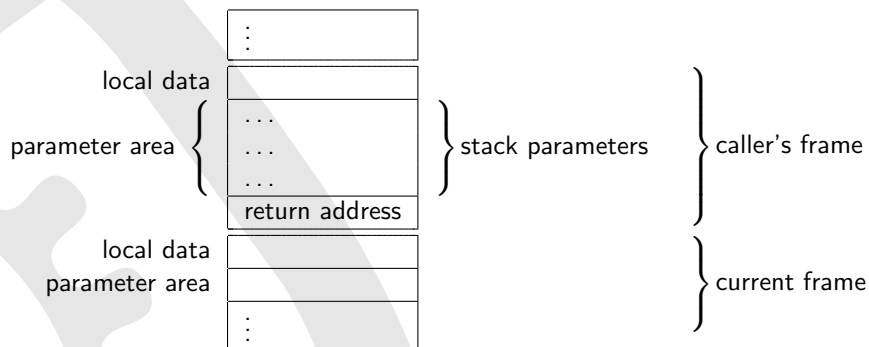 ⋮
local data
parameter area
. . .
. . .
. . .
stack parameters
caller's frame
return address
local data
parameter area
current frame
⋮